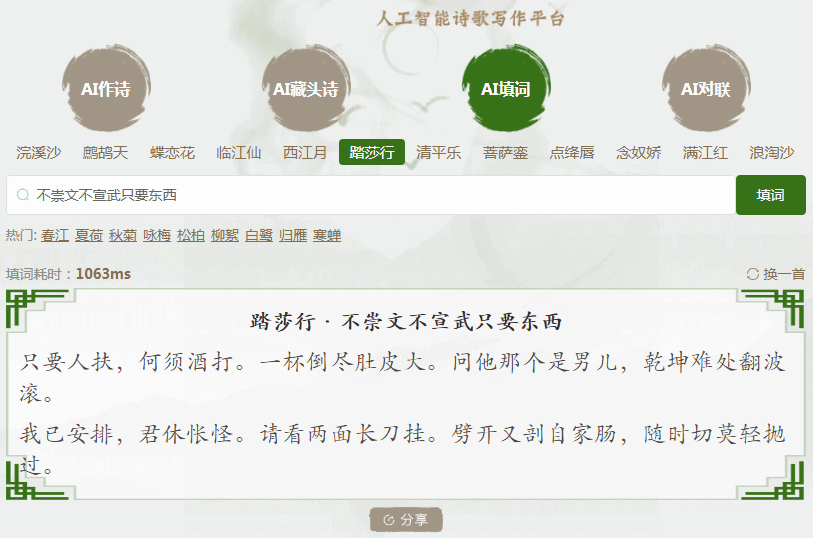 人工智能诗歌写作平台
AI作诗 AI藏头诗 AI填词 AI对联
浣溪沙 鹧鸪天 蝶恋花 临江仙 西江月 踏莎行 清平乐 菩萨蛮 点绛唇 念奴娇 满江红 浪淘沙
不崇文不宣武只要东西 填词
热门: 春江 夏荷 秋菊 咏梅 松柏 柳絮 白鹭 归雁 寒蝉
填词耗时：1063ms 换一首
踏莎行·不崇文不宣武只要东西
只要人扶，何须酒打。一杯倒尽肚皮大。问他那个是男儿，乾坤难处翻波
滚。
我已安排，君休怅怪。请看两面长刀挂。劈开又剖自家肠，随时切莫轻抛
过。
分享